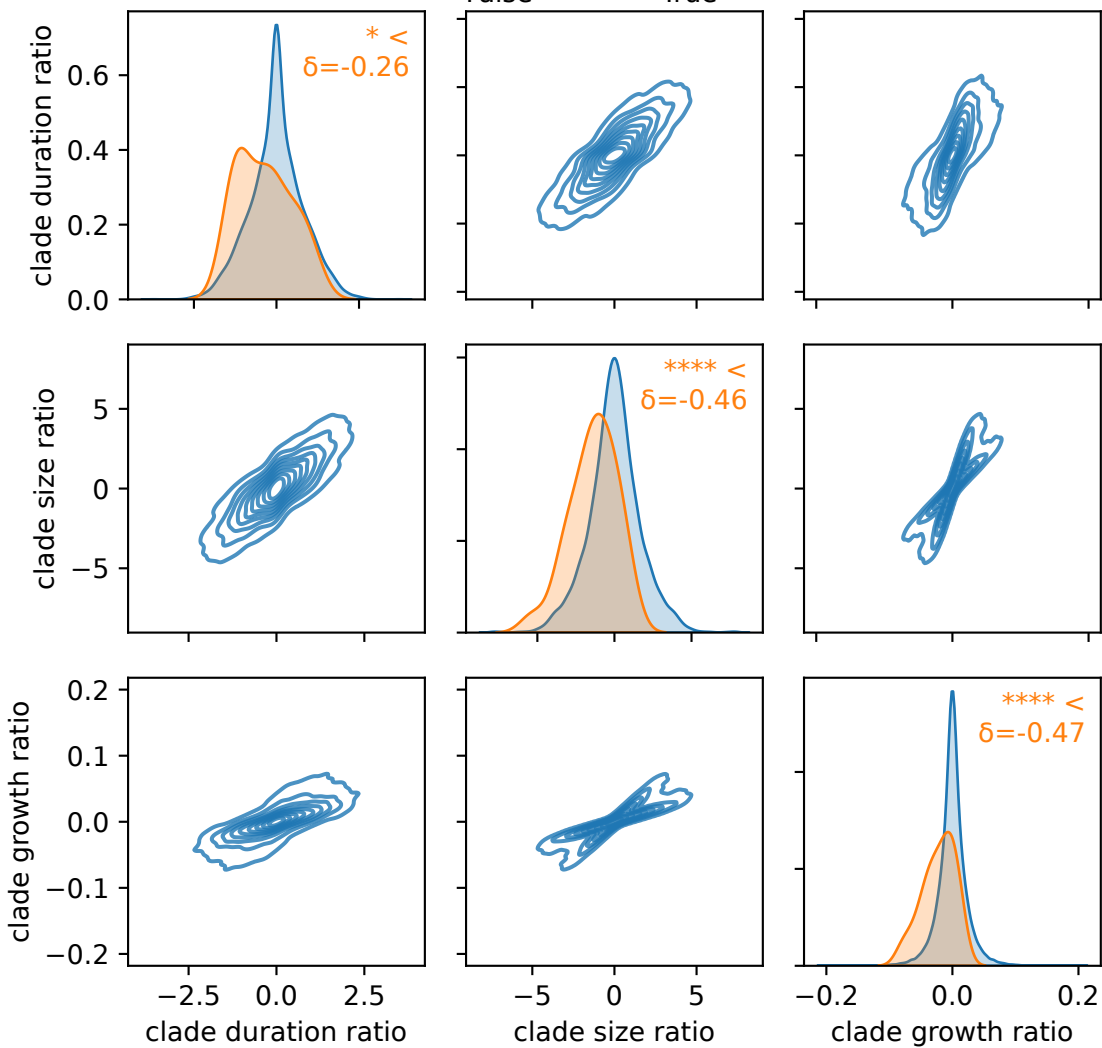 False True
clade duration ratio
0.6
0.4
0.2
0.0
* <
δ=-0.26
clade size ratio
5
0
−5
**** <
δ=-0.46
clade growth ratio
0.2
0.1
0.0
−0.1
−0.2
**** <
δ=-0.47
−2.5 0.0 2.5
−5 0 5
−0.2 0.0 0.2
clade duration ratio
clade size ratio
clade growth ratio